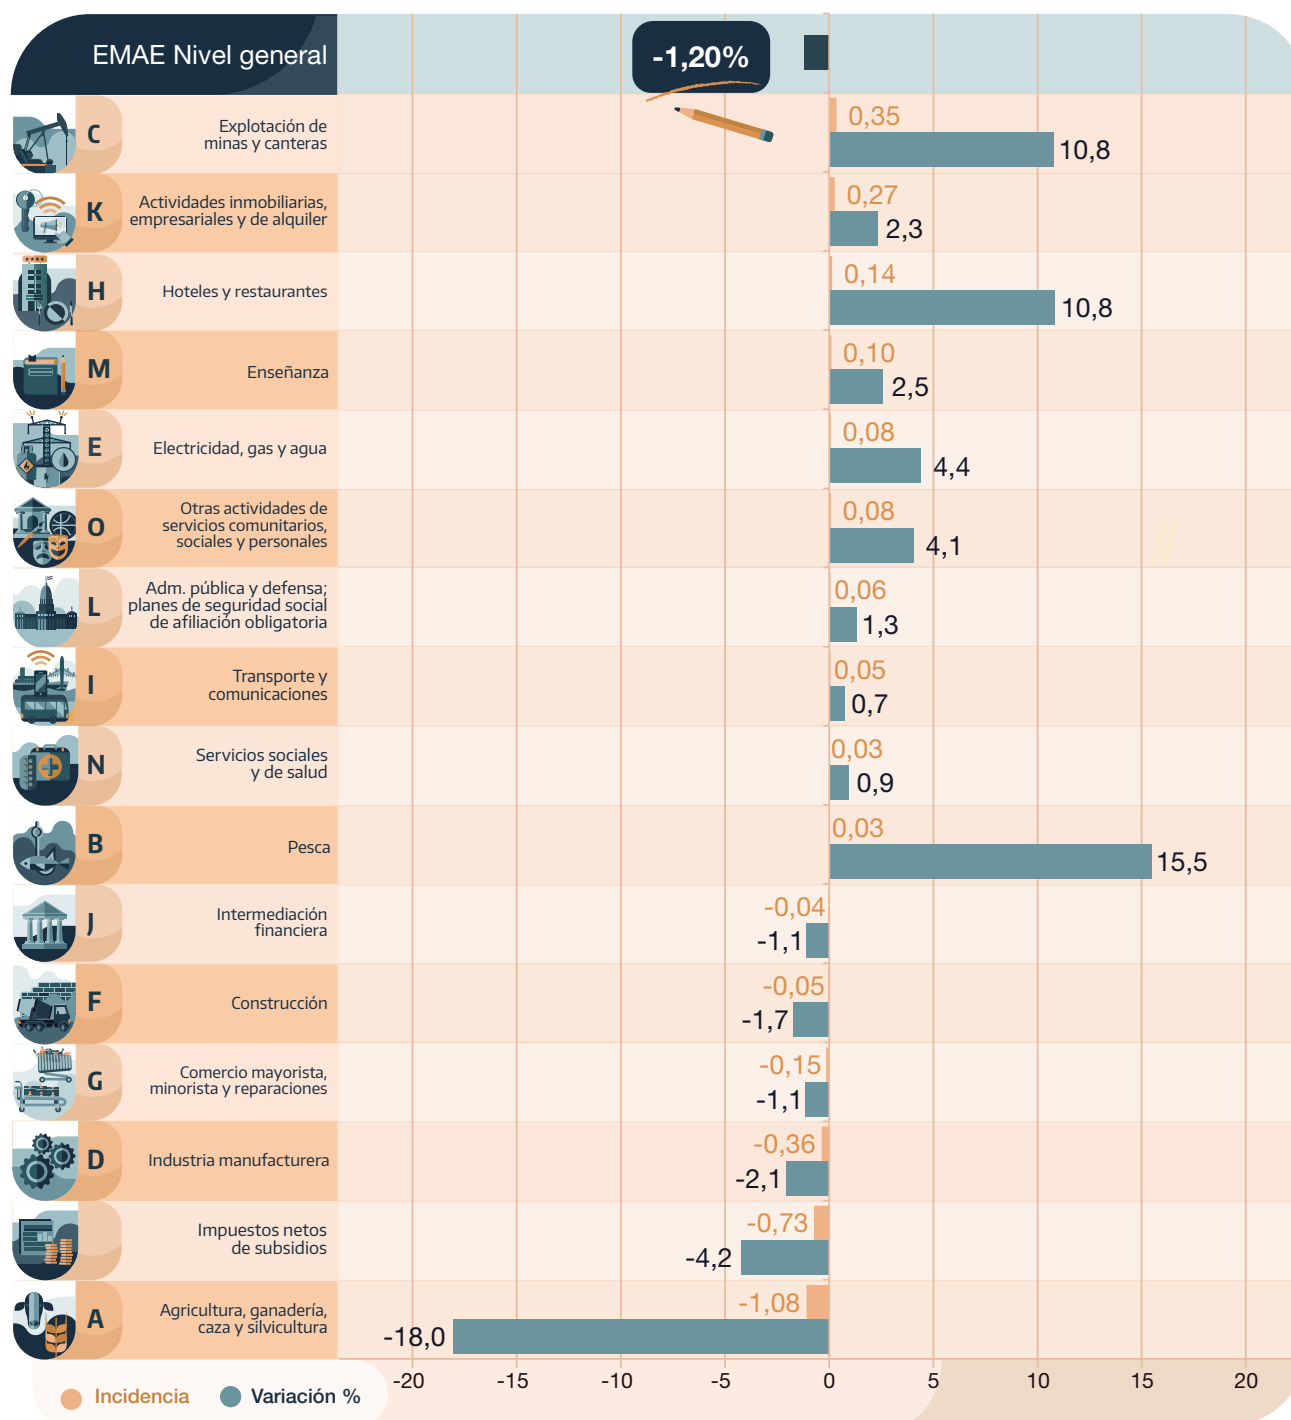 EMAE Nivel general
-1,20%
C
Explotación de
minas y canteras
0,35
10,8
K
Actividades inmobiliarias,
empresariales y de alquiler
0,27
2,3
H
Hoteles y restaurantes
0,14
10,8
M
Enseñanza
0,10
2,5
E
Electricidad, gas y agua
0,08
4,4
O
Otras actividades de
servicios comunitarios,
sociales y personales
0,08
4,1
L
Adm. pública y defensa;
planes de seguridad social
de afiliación obligatoria
0,06
1,3
I
Transporte y
comunicaciones
0,05
0,7
N
Servicios sociales
y de salud
0,03
0,9
B
Pesca
0,03
15,5
J
Intermediación
financiera
-0,04
-1,1
F
Construcción
-0,05
-1,7
G
Comercio mayorista,
minorista y reparaciones
-0,15
-1,1
D
Industria manufacturera
-0,36
-2,1
Impuestos netos
de subsidios
-0,73
-4,2
A
Agricultura, ganadería,
caza y silvicultura
-1,08
-18,0
-20 -15 -10 -5 0 5 10 15 20
Incidencia Variación %